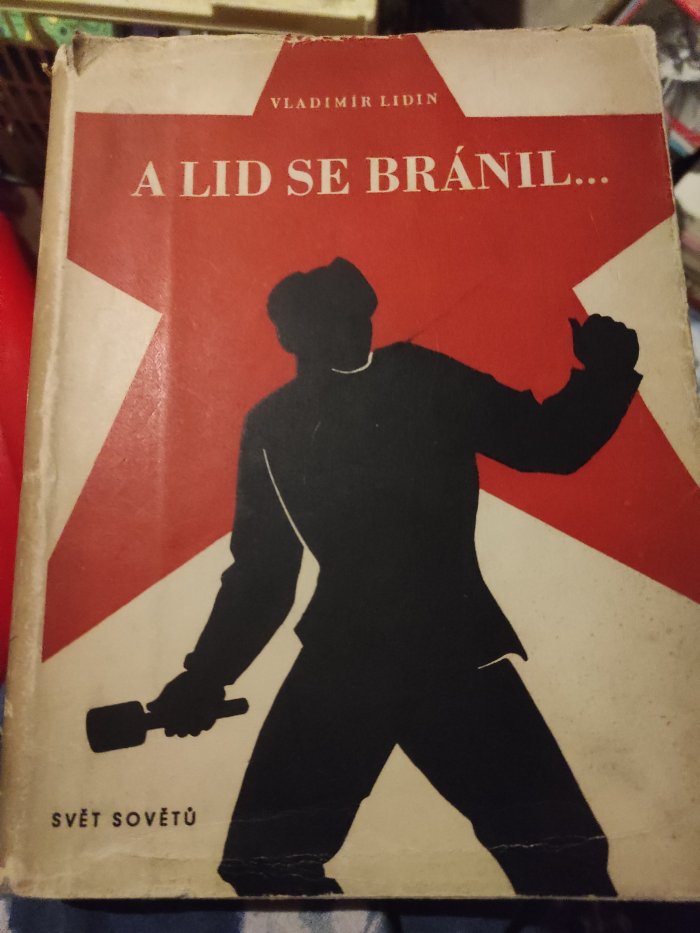 VLADIMÍR LIDIN
A LID SE BRÁNIL...
SVĚT SOVĚTŮ